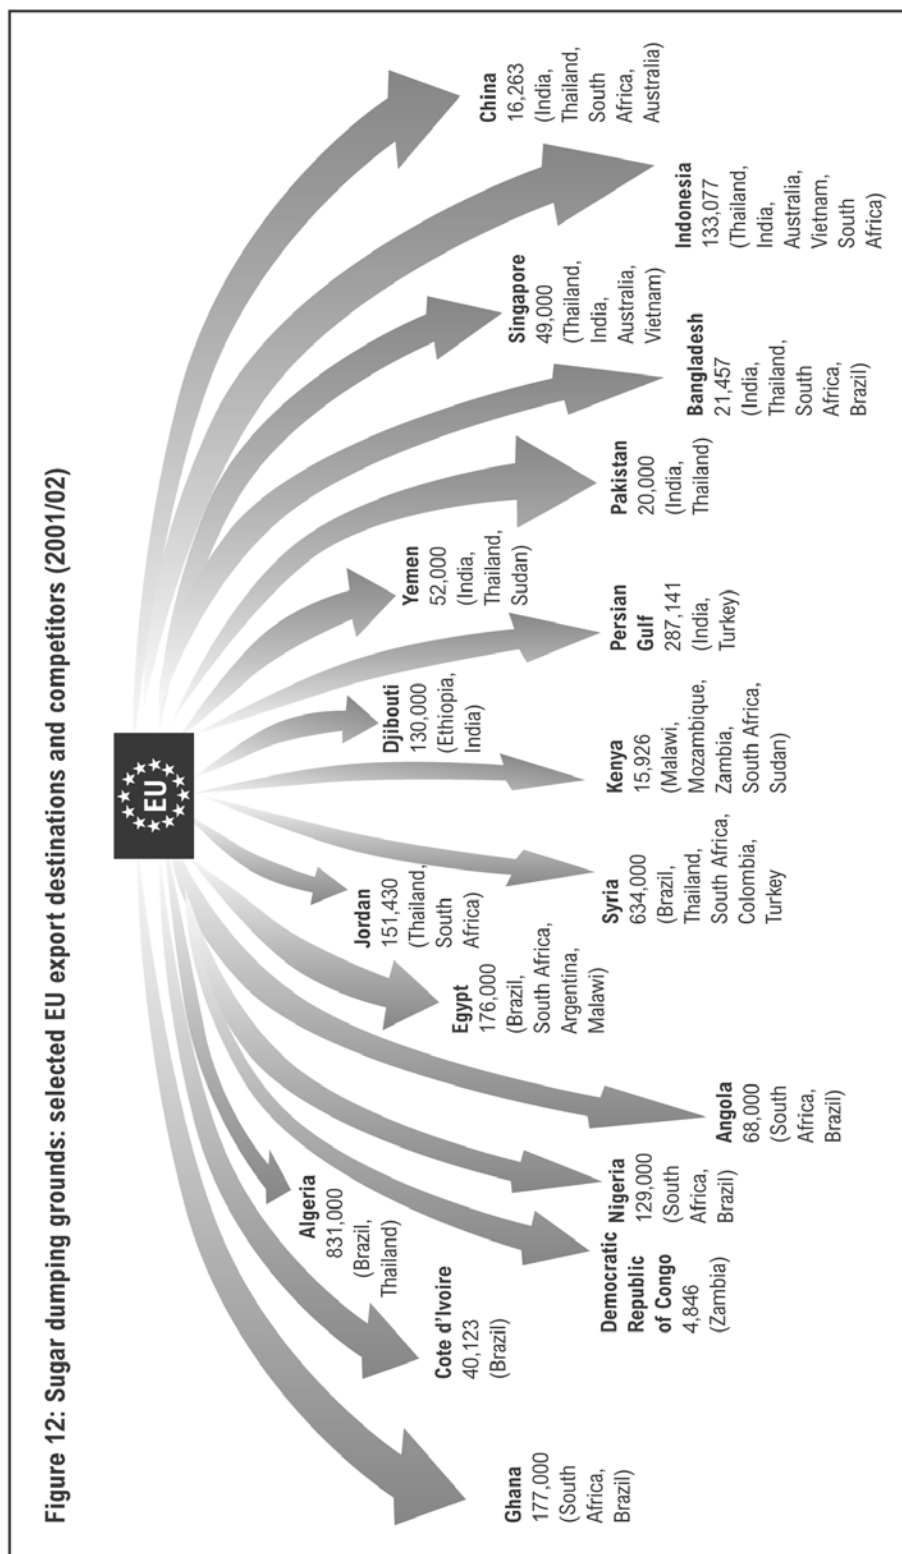 Figure 12: Sugar dumping grounds: selected EU export destinations and competitors (2001/02)
EU
Ghana
177,000
(South
Africa,
Brazil)
Cote d'Ivoire
40,123
(Brazil)
Algeria
831,000
(Brazil,
Thailand)
Democratic
Republic
of Congo
4,846
(Zambia)
Nigeria
129,000
(South
Africa,
Brazil)
Angola
68,000
(South
Africa,
Brazil)
Egypt
176,000
(Brazil,
South Africa,
Argentina,
Malawi)
Jordan
151,430
(Thailand,
South
Africa)
Syria
634,000
(Brazil,
Thailand,
South Africa,
Colombia,
Turkey
Kenya
15,926
(Malawi,
Mozambique,
Zambia,
South Africa,
Sudan)
Djibouti
130,000
(Ethiopia,
India)
Persian
Gulf
287,141
(India,
Turkey)
Yemen
52,000
(India,
Thailand,
Sudan)
Pakistan
20,000
(India,
Thailand)
Bangladesh
21,457
(India,
Thailand,
South
Africa,
Brazil)
Singapore
49,000
(Thailand,
India,
Australia,
Vietnam)
Indonesia
133,077
(Thailand,
India,
Australia,
Vietnam,
South
Africa)
China
16,263
(India,
Thailand,
South
Africa,
Australia)